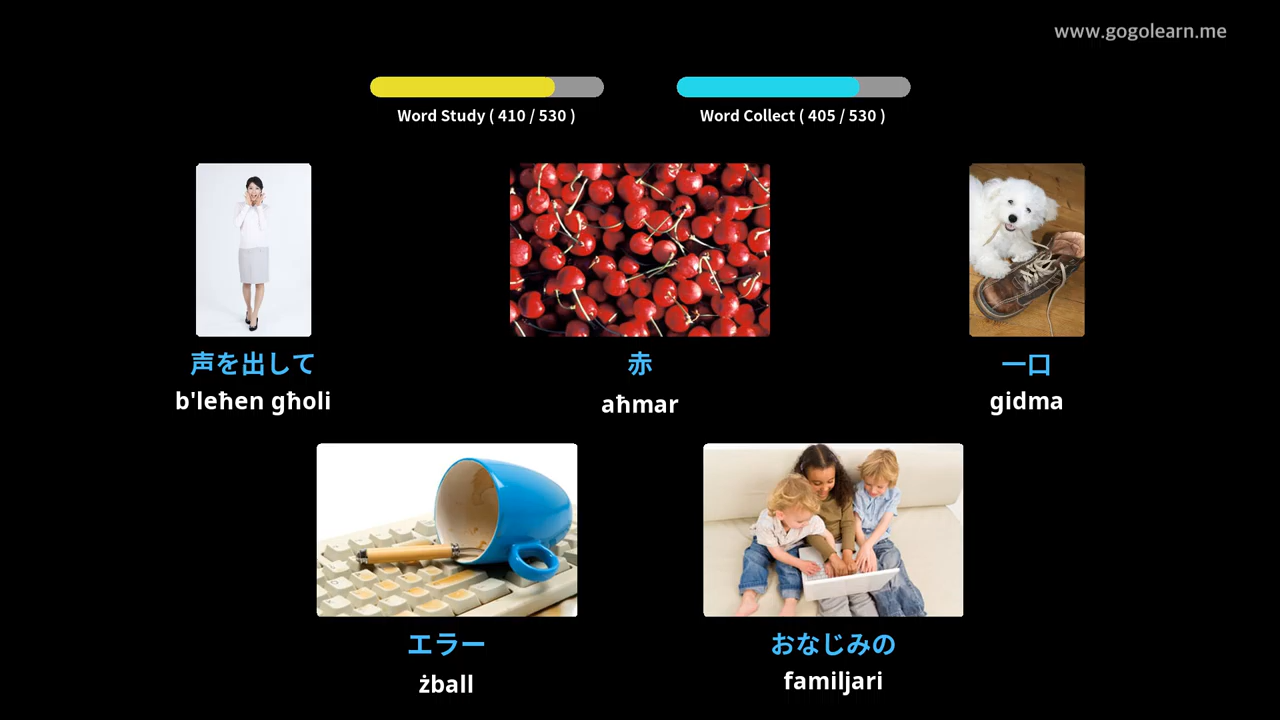 www.gogolearn.me
Word Study ( 410 / 530 )
Word Collect ( 405 / 530 )
声を出して
b'leħen għoli
赤
aħmar
一口
gidma
エラー
żball
おなじみの
familjari